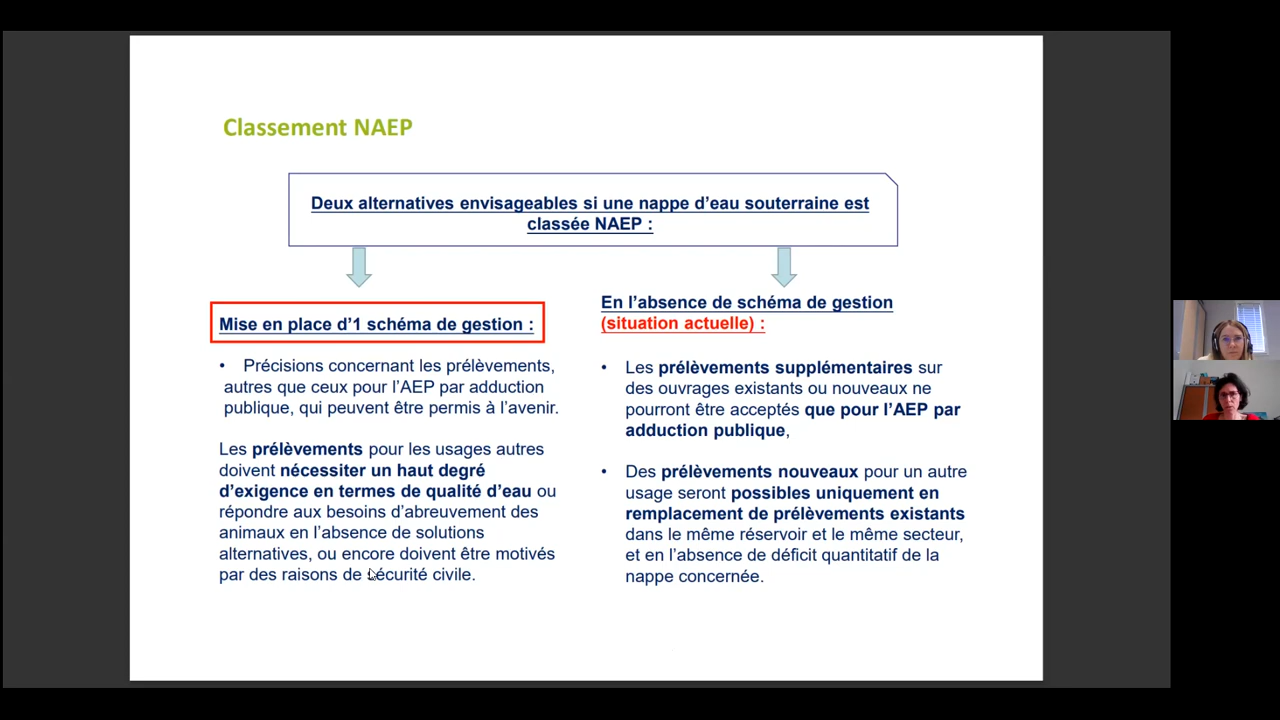 Classement NAEP
Deux alternatives envisageables si une nappe d’eau souterraine est
classée NAEP :
Mise en place d’1 schéma de gestion :
• Précisions concernant les prélèvements,
autres que ceux pour l’AEP par adduction
publique, qui peuvent être permis à l’avenir.
Les prélèvements pour les usages autres
doivent nécessiter un haut degré
d’exigence en termes de qualité d’eau ou
répondre aux besoins d’abreuvement des
animaux en l’absence de solutions
alternatives, ou encore doivent être motivés
par des raisons de sécurité civile.
En l’absence de schéma de gestion
(situation actuelle) :
• Les prélèvements supplémentaires sur
des ouvrages existants ou nouveaux ne
pourront être acceptés que pour l’AEP par
adduction publique,
• Des prélèvements nouveaux pour un autre
usage seront possibles uniquement en
remplacement de prélèvements existants
dans le même réservoir et le même secteur,
et en l’absence de déficit quantitatif de la
nappe concernée.